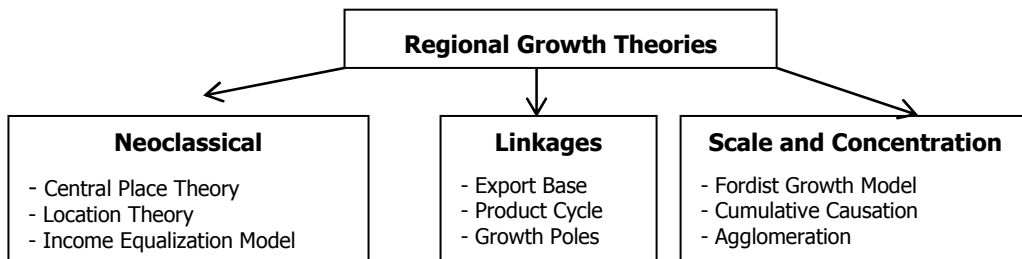 Regional Growth Theories
Neoclassical
- Central Place Theory
- Location Theory
- Income Equalization Model
Linkages
- Export Base
- Product Cycle
- Growth Poles
Scale and Concentration
- Fordist Growth Model
- Cumulative Causation
- Agglomeration